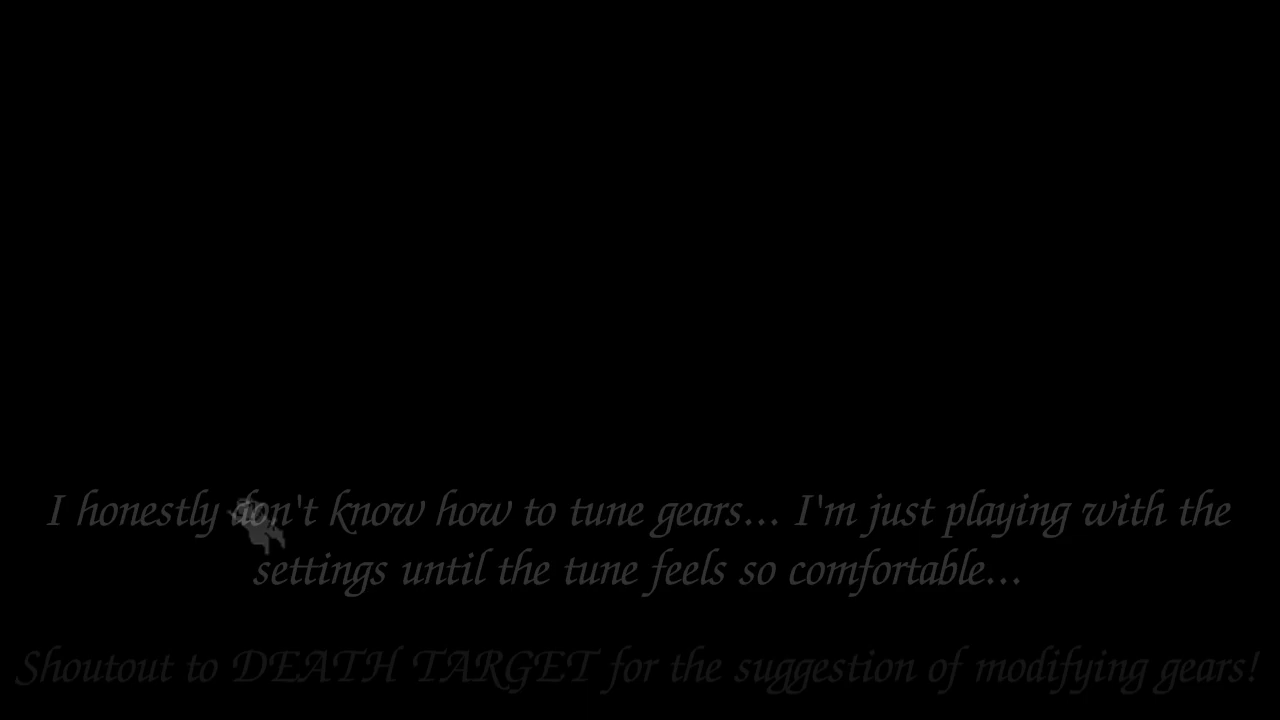 I honestly don't know how to tune gears... I'm just playing with the
settings until the tune feels so comfortable...
Shoutout to DEATH TARGET for the suggestion of modifying gears!